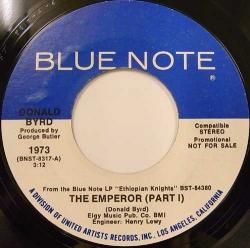 BLUE NOTE
®
DONALD
BYRD
Produced by
George Butler
1973
(BNST-8317-A)
3:12
Compatible
STEREO
Promotional
NOT FOR SALE
From the Blue Note LP "Ethiopian Knights" BST-84380
THE EMPEROR (PART I)
(Donald Byrd)
Elgy Music Pub. Co. BMI
Engineer: Henry Lewy
A DIVISION OF UNITED ARTISTS RECORDS, INC., LOS ANGELES, CALIFORNIA